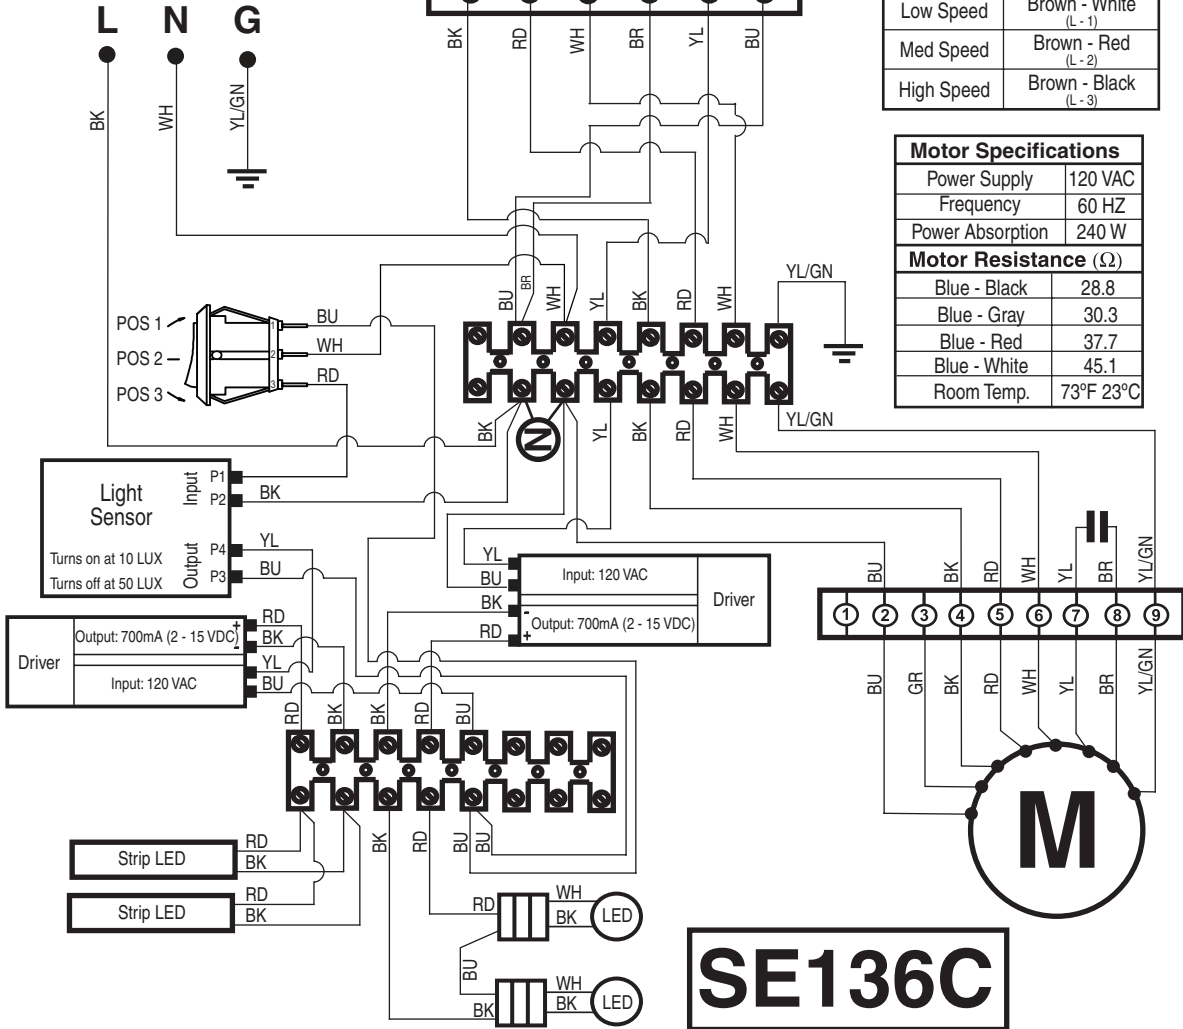 L N G
BK
WH
YL/GN
BK RD WH BR YL BU
Low Speed Brown - White
(L - 1)
Med Speed Brown - Red
(L - 2)
High Speed Brown - Black
(L - 3)
Motor Specifications
Power Supply 120 VAC
Frequency 60 HZ
Power Absorption 240 W
Motor Resistance (Ω)
Blue - Black 28.8
Blue - Gray 30.3
Blue - Red 37.7
Blue - White 45.1
Room Temp. 73ºF 23ºC
POS 1
POS 2
POS 3
1
2
3
BU
WH
RD
BU BR WH YL BK RD WH
YL/GN
BK
N
YL BK RD WH
YL/GN
Light
Sensor
Turns on at 10 LUX
Turns off at 50 LUX
Input
Output
P1
P2
P4
P3
BK
YL
BU
Driver
Output: 700mA (2 - 15 VDC)
Input: 120 VAC
+
-
RD
BK
YL
BU
YL
BU
BK
RD
Input: 120 VAC
-
+
Output: 700mA (2 - 15 VDC)
Driver
BU BK RD WH YL BR YL/GN
1 2 3 4 5 6 7 8 9
BU GR BK RD WH YL BR YL/GN
M
RD BK BK RD BU
BK RD BU BU
Strip LED
RD
BK
Strip LED
RD
BK
RD
WH
BK
LED
BU
BK
WH
BK
LED
SE136C